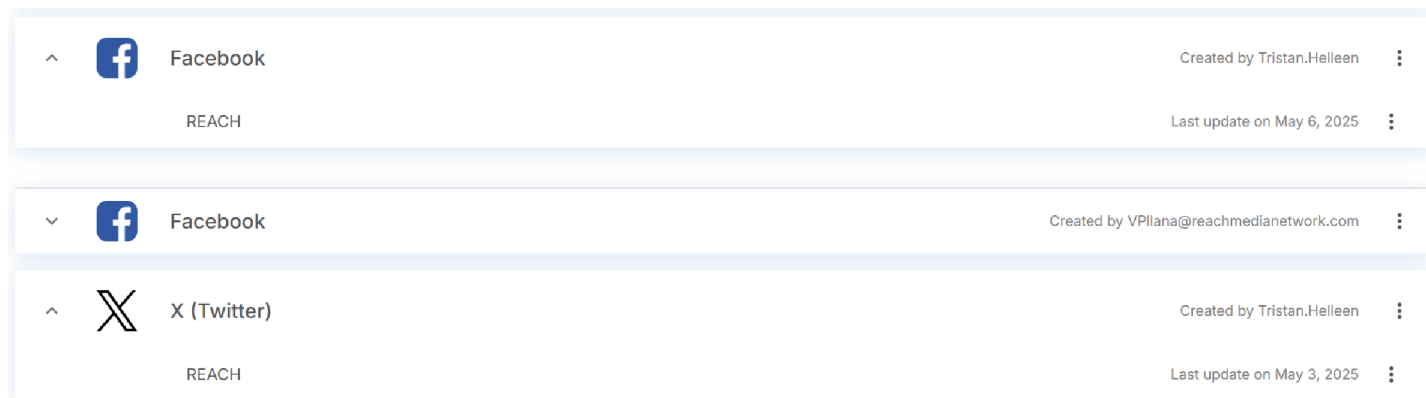 Facebook Created by Tristan.Helleen
REACH Last update on May 6, 2025
Facebook Created by VPllana@reachmedianetwork.com
X (Twitter) Created by Tristan.Helleen
REACH Last update on May 3, 2025